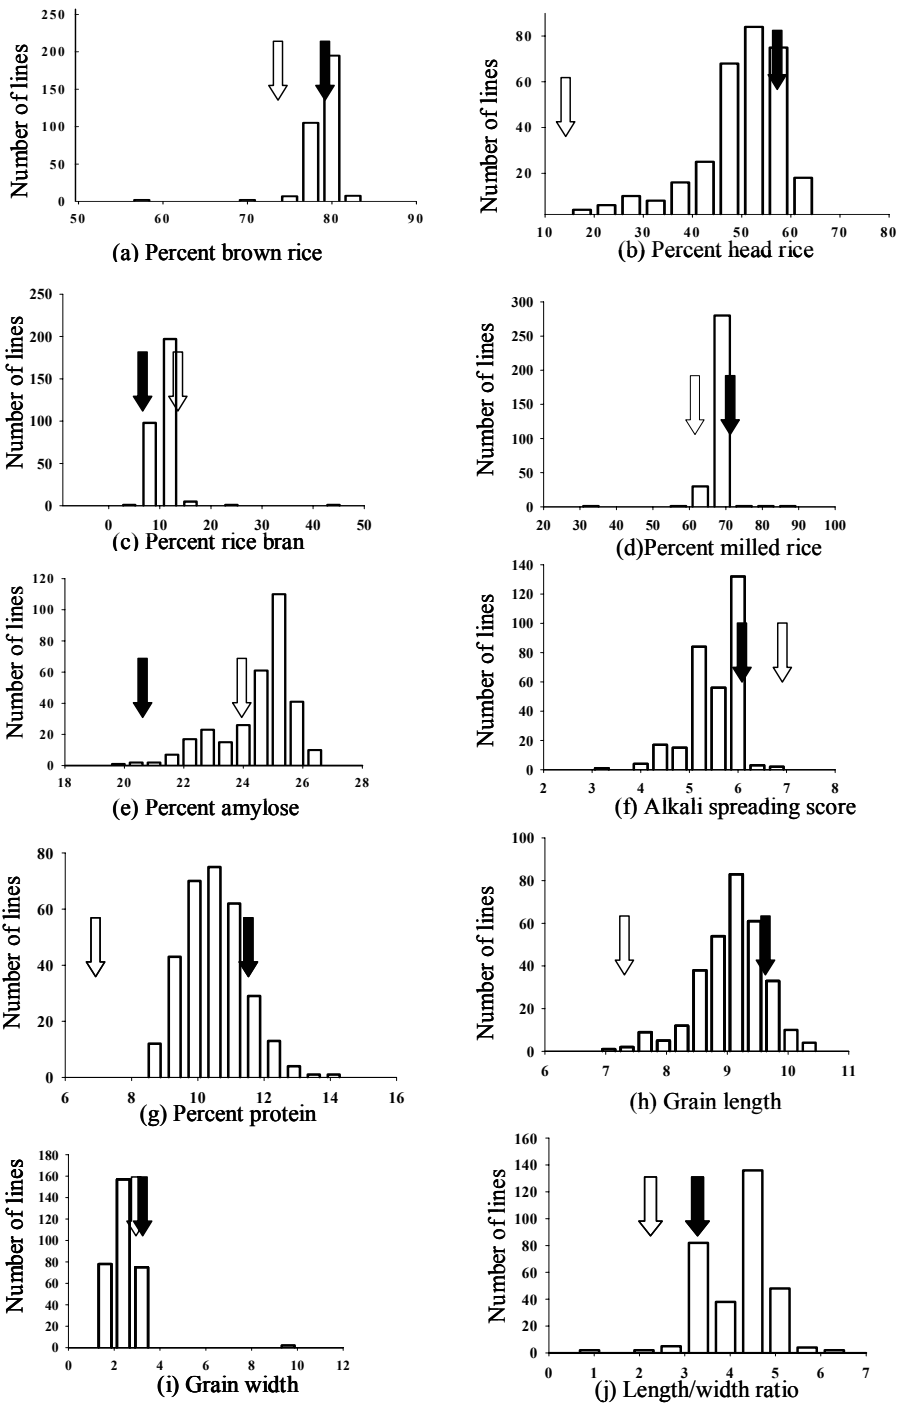 250
200
150
100
50
0
Number of lines
50 60 70 80 90
(a) Percent brown rice
80
60
40
20
Number of lines
10 20 30 40 50 60 70 80
(b) Percent head rice
250
200
150
100
50
0
Number of lines
0 10 20 30 40 50
(c) Percent rice bran
300
250
200
150
100
50
0
Number of lines
20 30 40 50 60 70 80 90 100
(d)Percent milled rice
120
100
80
60
40
20
0
Number of lines
18 20 22 24 26 28
(e) Percent amylose
140
120
100
80
60
40
20
0
Number of lines
2 3 4 5 6 7 8
(f) Alkali spreading score
80
60
40
20
0
Number of lines
6 8 10 12 14 16
(g) Percent protein
100
80
60
40
20
0
Number of lines
6 7 8 9 10 11
(h) Grain length
180
160
140
120
100
80
60
40
20
0
Number of lines
0 2 4 6 8 10 12
(i) Grain width
160
140
120
100
80
60
40
20
0
Number of lines
0 1 2 3 4 5 6 7
(j) Length/width ratio